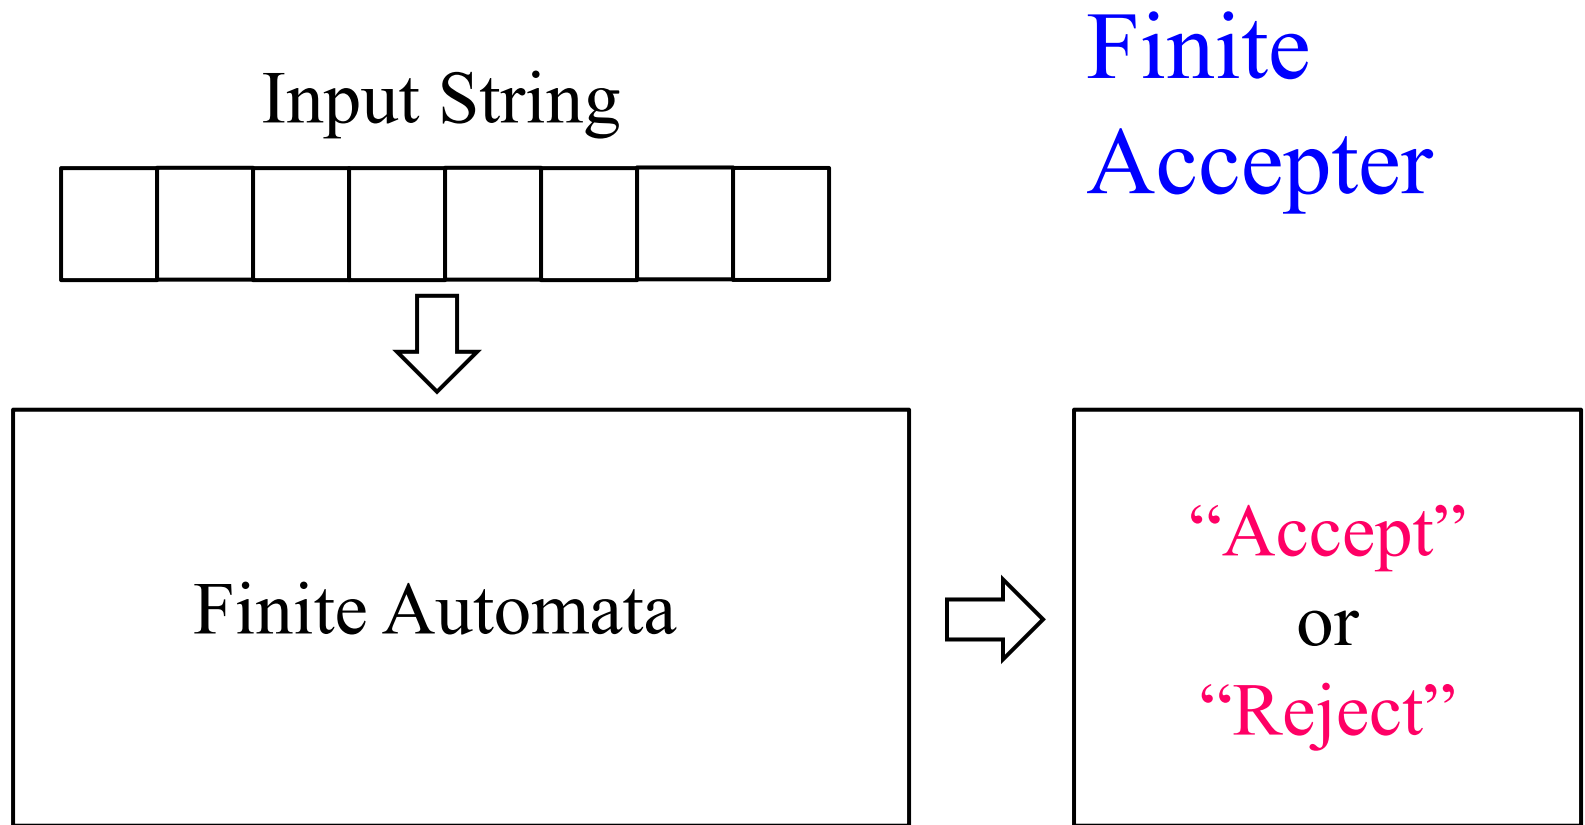 Finite
Accepter
Input String
Finite Automata
“Accept”
or
“Reject”